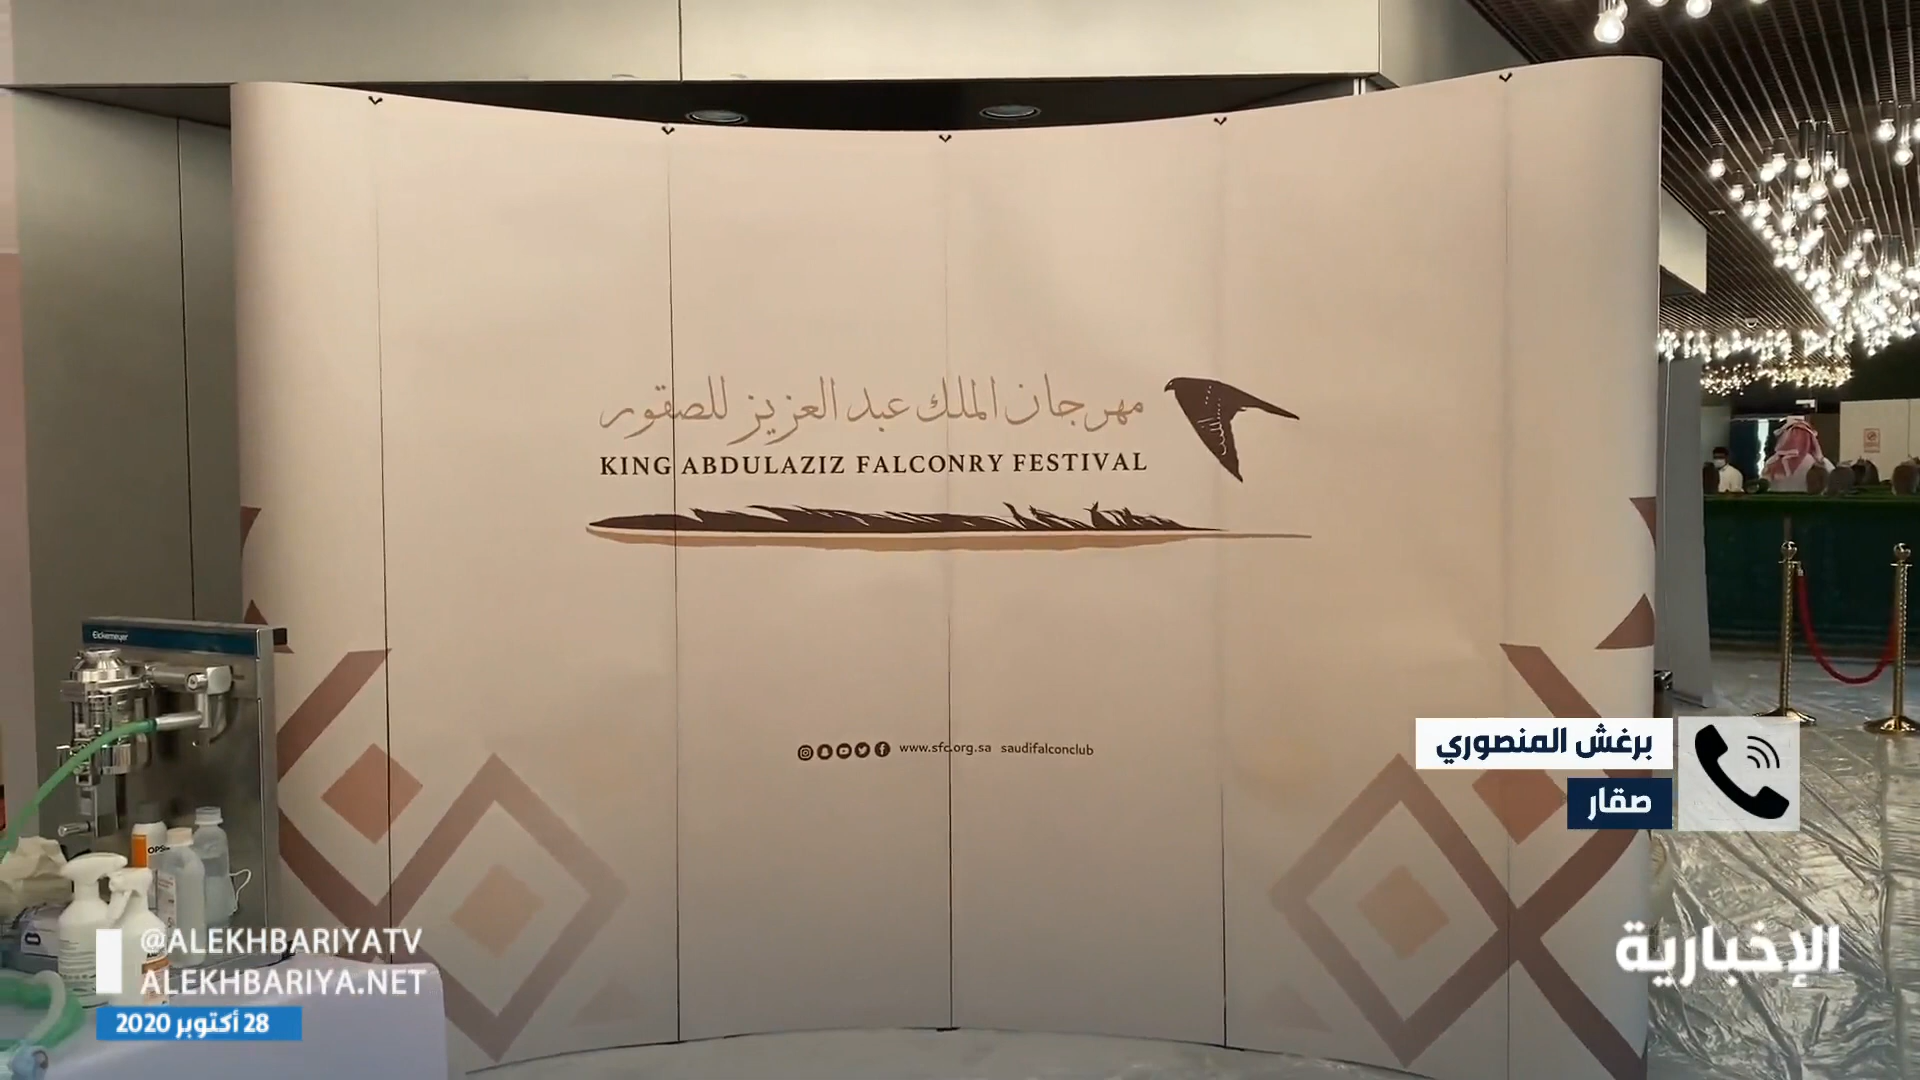 مهرجان الملك عبد العزيز للصقور
KING ABDULAZIZ FALCONRY FESTIVAL
www.sfc.org.sa saudifalconclub
Eickemeyer
برغش المنصوري
صقار
@ALEKHBARIYATV
ALEKHBARIYA.NET
28 أكتوبر 2020
الإخبارية